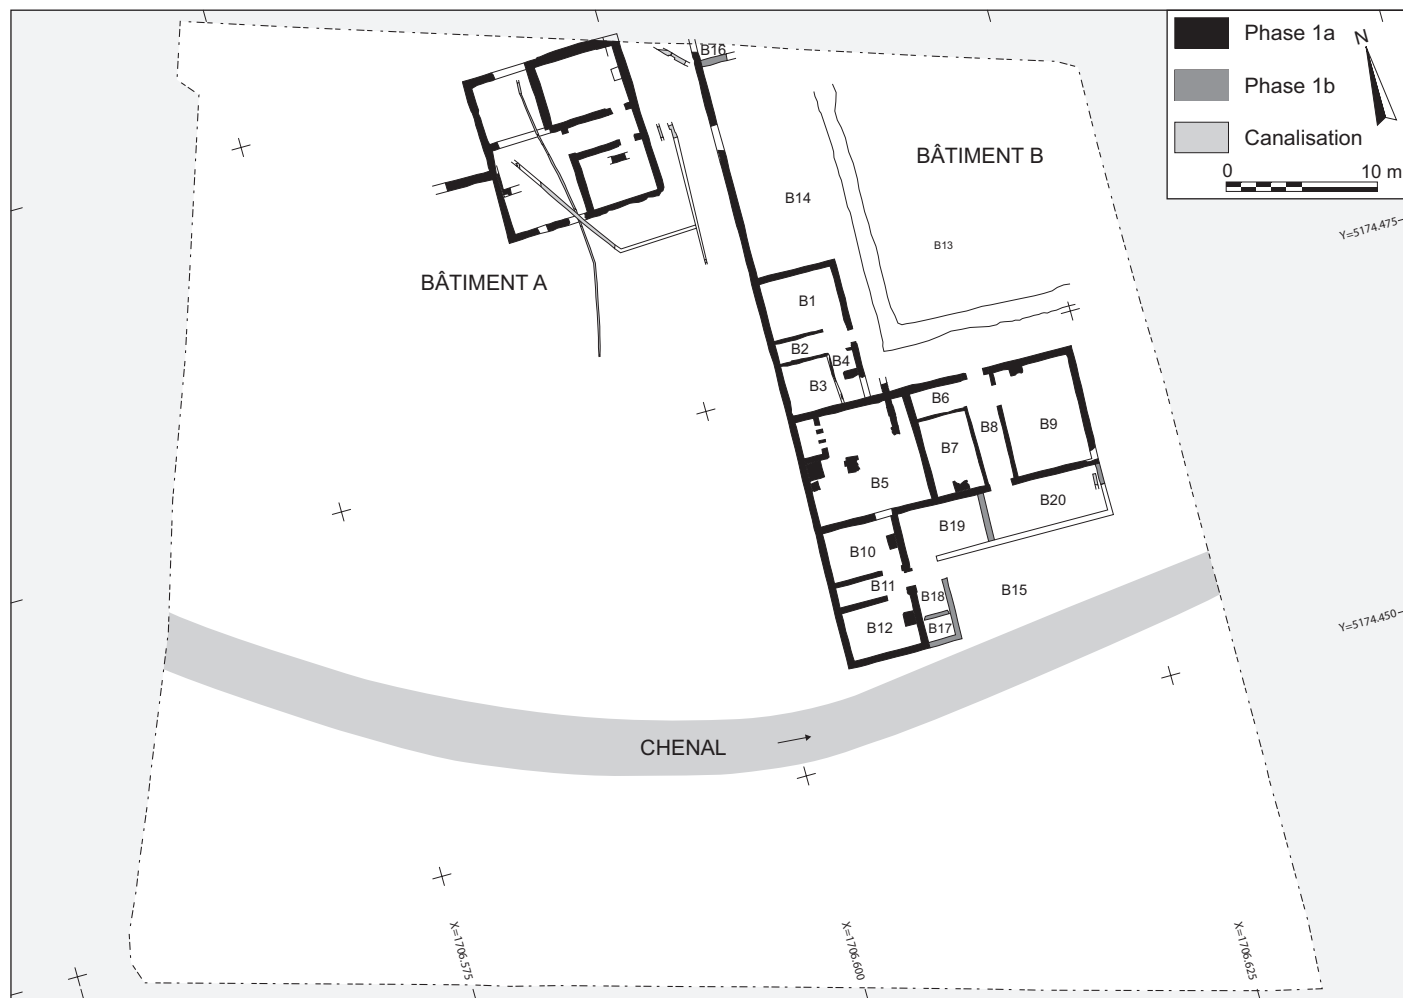 Phase 1a
N
Phase 1b
Canalisation
0 10 m
B16
BÂTIMENT B
B14
Y=5174.475
B13
BÂTIMENT A
B1
B2
B4
B3
B6
B8
B9
B7
B5
B20
B19
B10
B11
B18
B15
B12
B17
Y=5174.450
CHENAL
X=1706.575
X=1706.600
X=1706.625